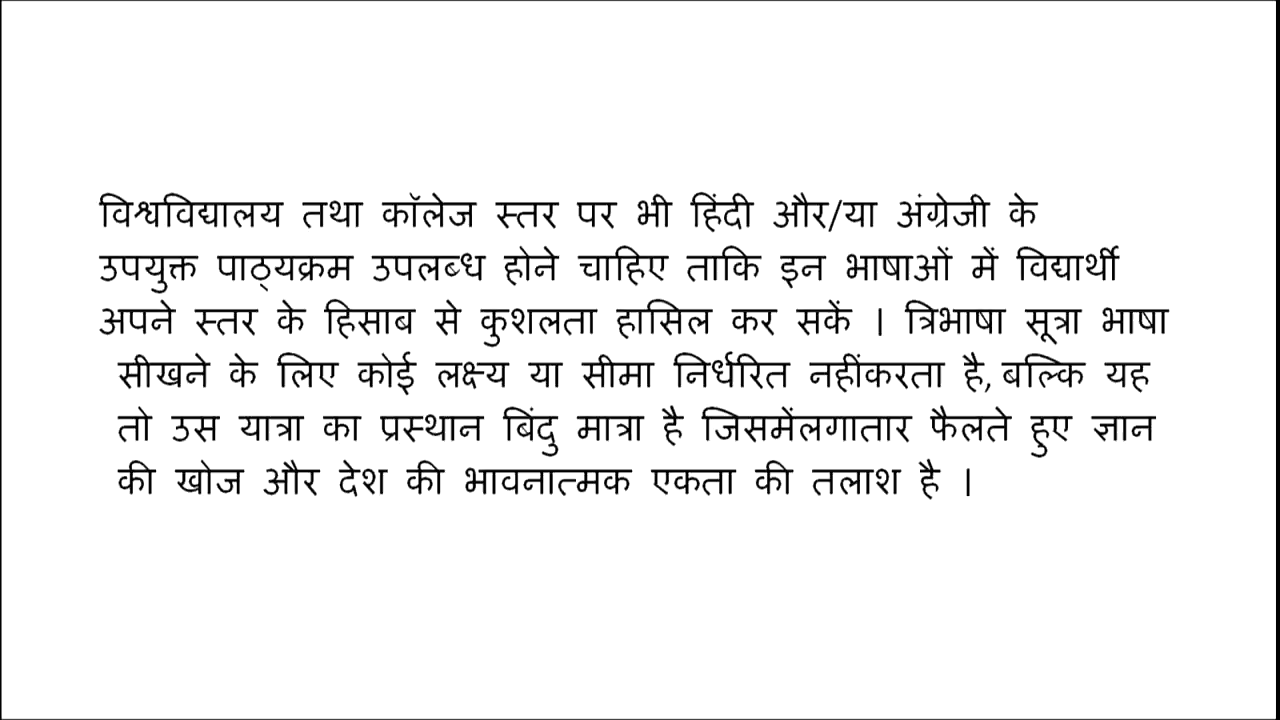 विश्वविद्यालय तथा कॉलेज स्तर पर भी हिंदी और/या अंग्रेजी के
उपयुक्त पाठ्यक्रम उपलब्ध होने चाहिए ताकि इन भाषाओं में विद्यार्थी
अपने स्तर के हिसाब से कुशलता हासिल कर सकें । त्रिभाषा सूत्रा भाषा
सीखने के लिए कोई लक्ष्य या सीमा निर्धरित नहींकरता है, बल्कि यह
तो उस यात्रा का प्रस्थान बिंदु मात्रा है जिसमेंलगातार फैलते हुए ज्ञान
की खोज और देश की भावनात्मक एकता की तलाश है ।